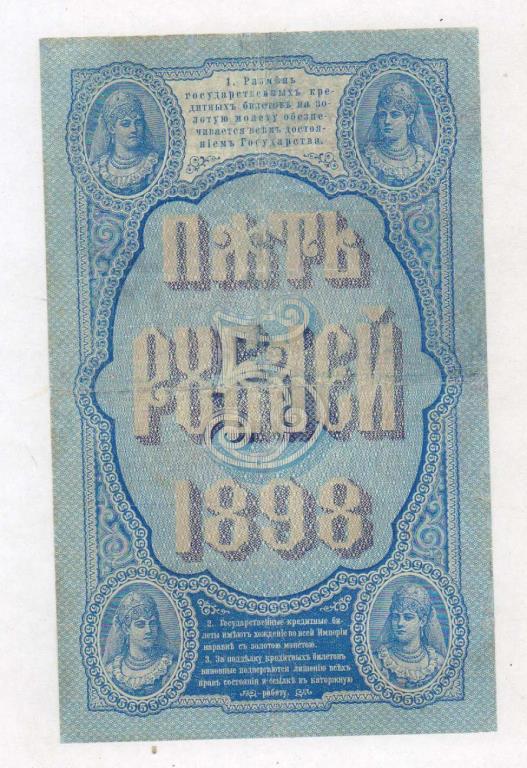 1. Размѣнъ
государственныхъ кре-
дитныхъ билетовъ на зо-
лотую монету обезпе-
чивается всѣмъ достоя-
ніемъ Государства.
ПЯТЬ
РУБЛЕЙ
5
1898
2. Государственные кредитные би-
леты имѣютъ хожденіе во всей Имперіи
наравнѣ съ золотою монетою.
3. За поддѣлку кредитныхъ билетовъ
виновные подвергаются лишенію всѣхъ
правъ состоянія и ссылкѣ въ каторжную
работу.